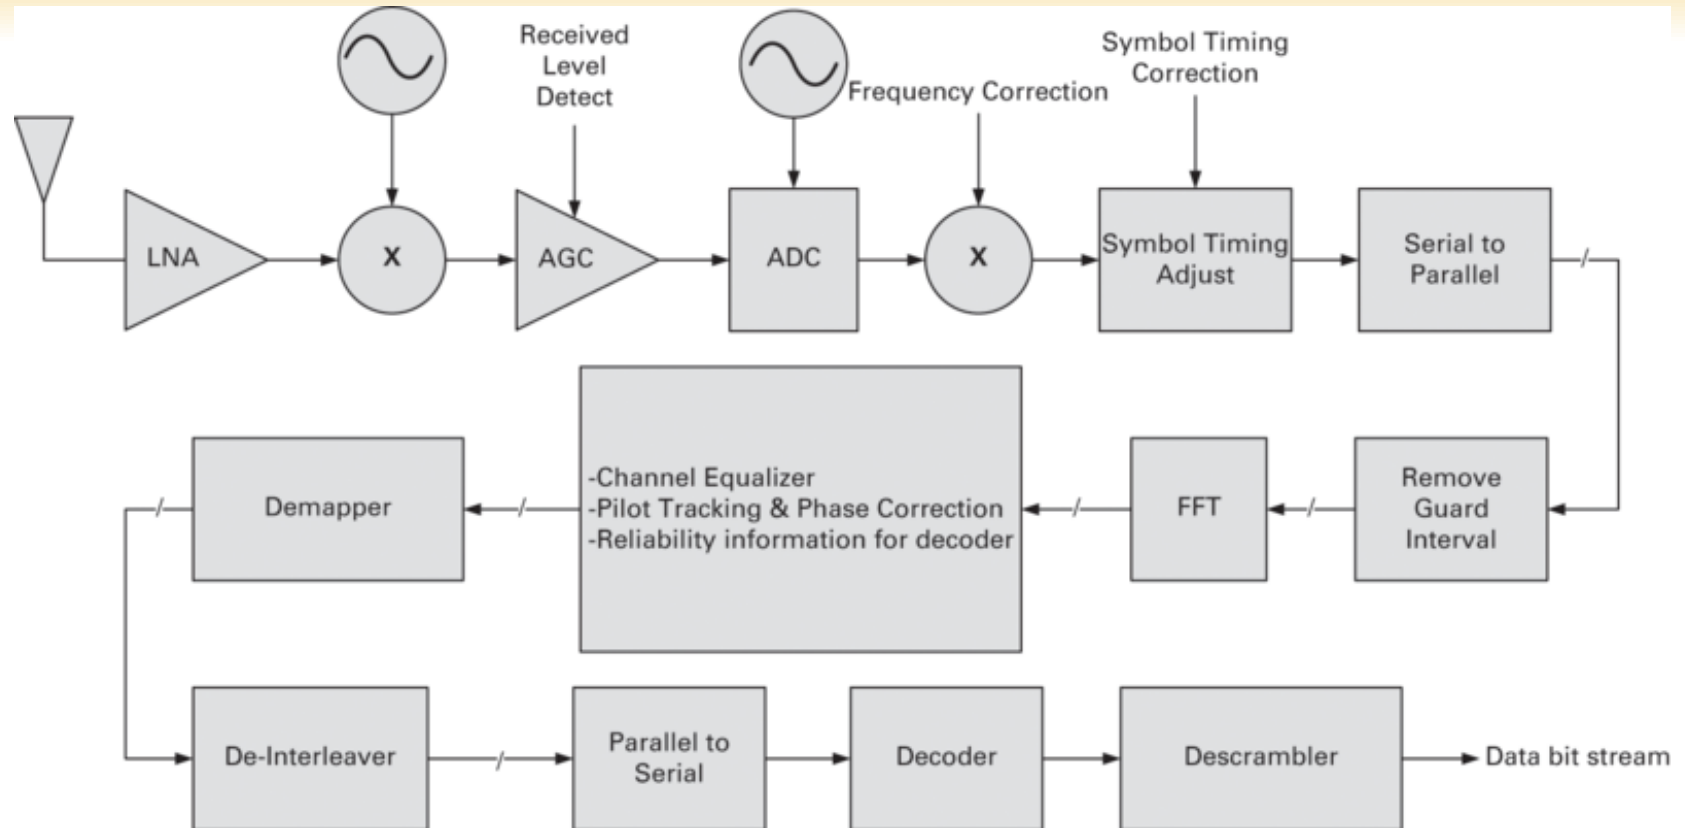 Received
Level
Detect
Frequency Correction
Symbol Timing
Correction
LNA
X
AGC
ADC
X
Symbol Timing
Adjust
Serial to
Parallel
Remove
Guard
Interval
FFT
-Channel Equalizer
-Pilot Tracking & Phase Correction
-Reliability information for decoder
Demapper
De-Interleaver
Parallel to
Serial
Decoder
Descrambler
Data bit stream